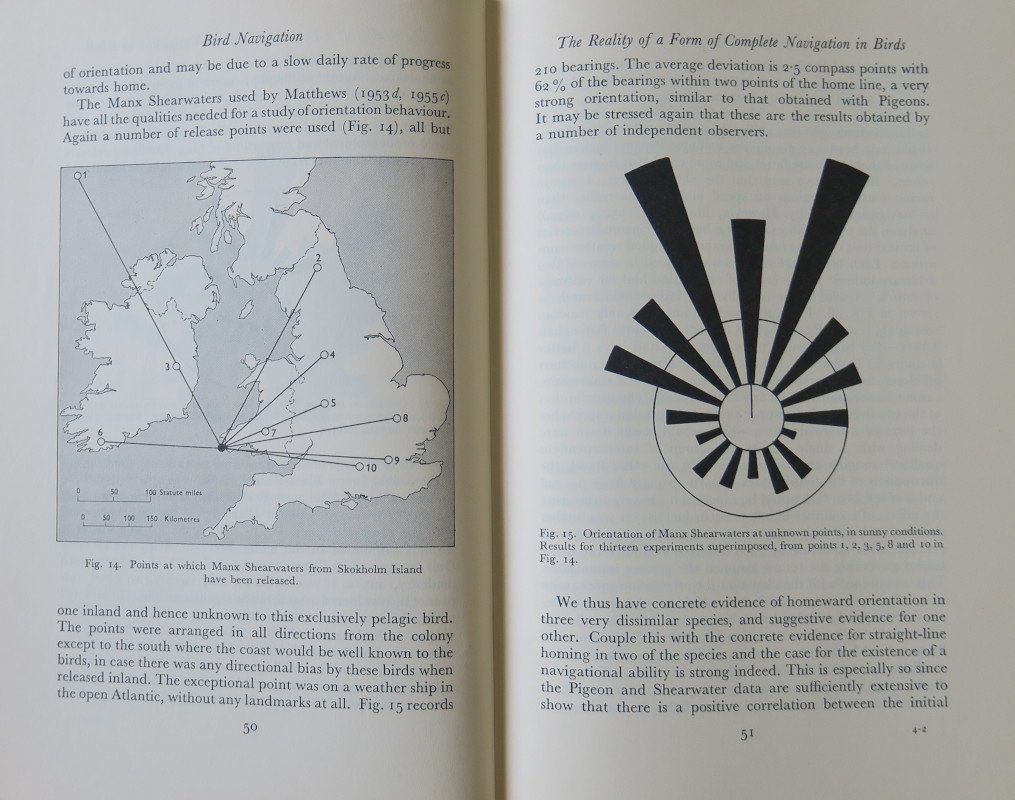 Bird Navigation
of orientation and may be due to a slow daily rate of progress
towards home.
The Manx Shearwaters used by Matthews (1953d, 1955c)
have all the qualities needed for a study of orientation behaviour.
Again a number of release points were used (Fig. 14), all but
1
2
3
4
5
6
7
8
9
10
0 50 100 Statute miles
0 50 100 150 Kilometres
Fig. 14. Points at which Manx Shearwaters from Skokholm Island
have been released.
one inland and hence unknown to this exclusively pelagic bird.
The points were arranged in all directions from the colony
except to the south where the coast would be well known to the
birds, in case there was any directional bias by these birds when
released inland. The exceptional point was on a weather ship in
the open Atlantic, without any landmarks at all. Fig. 15 records
50
The Reality of a Form of Complete Navigation in Birds
210 bearings. The average deviation is 2·5 compass points with
62 % of the bearings within two points of the home line, a very
strong orientation, similar to that obtained with Pigeons.
It may be stressed again that these are the results obtained by
a number of independent observers.
Fig. 15. Orientation of Manx Shearwaters at unknown points, in sunny conditions.
Results for thirteen experiments superimposed, from points 1, 2, 3, 5, 8 and 10 in
Fig. 14.
We thus have concrete evidence of homeward orientation in
three very dissimilar species, and suggestive evidence for one
other. Couple this with the concrete evidence for straight-line
homing in two of the species and the case for the existence of a
navigational ability is strong indeed. This is especially so since
the Pigeon and Shearwater data are sufficiently extensive to
show that there is a positive correlation between the initial
51
4-2